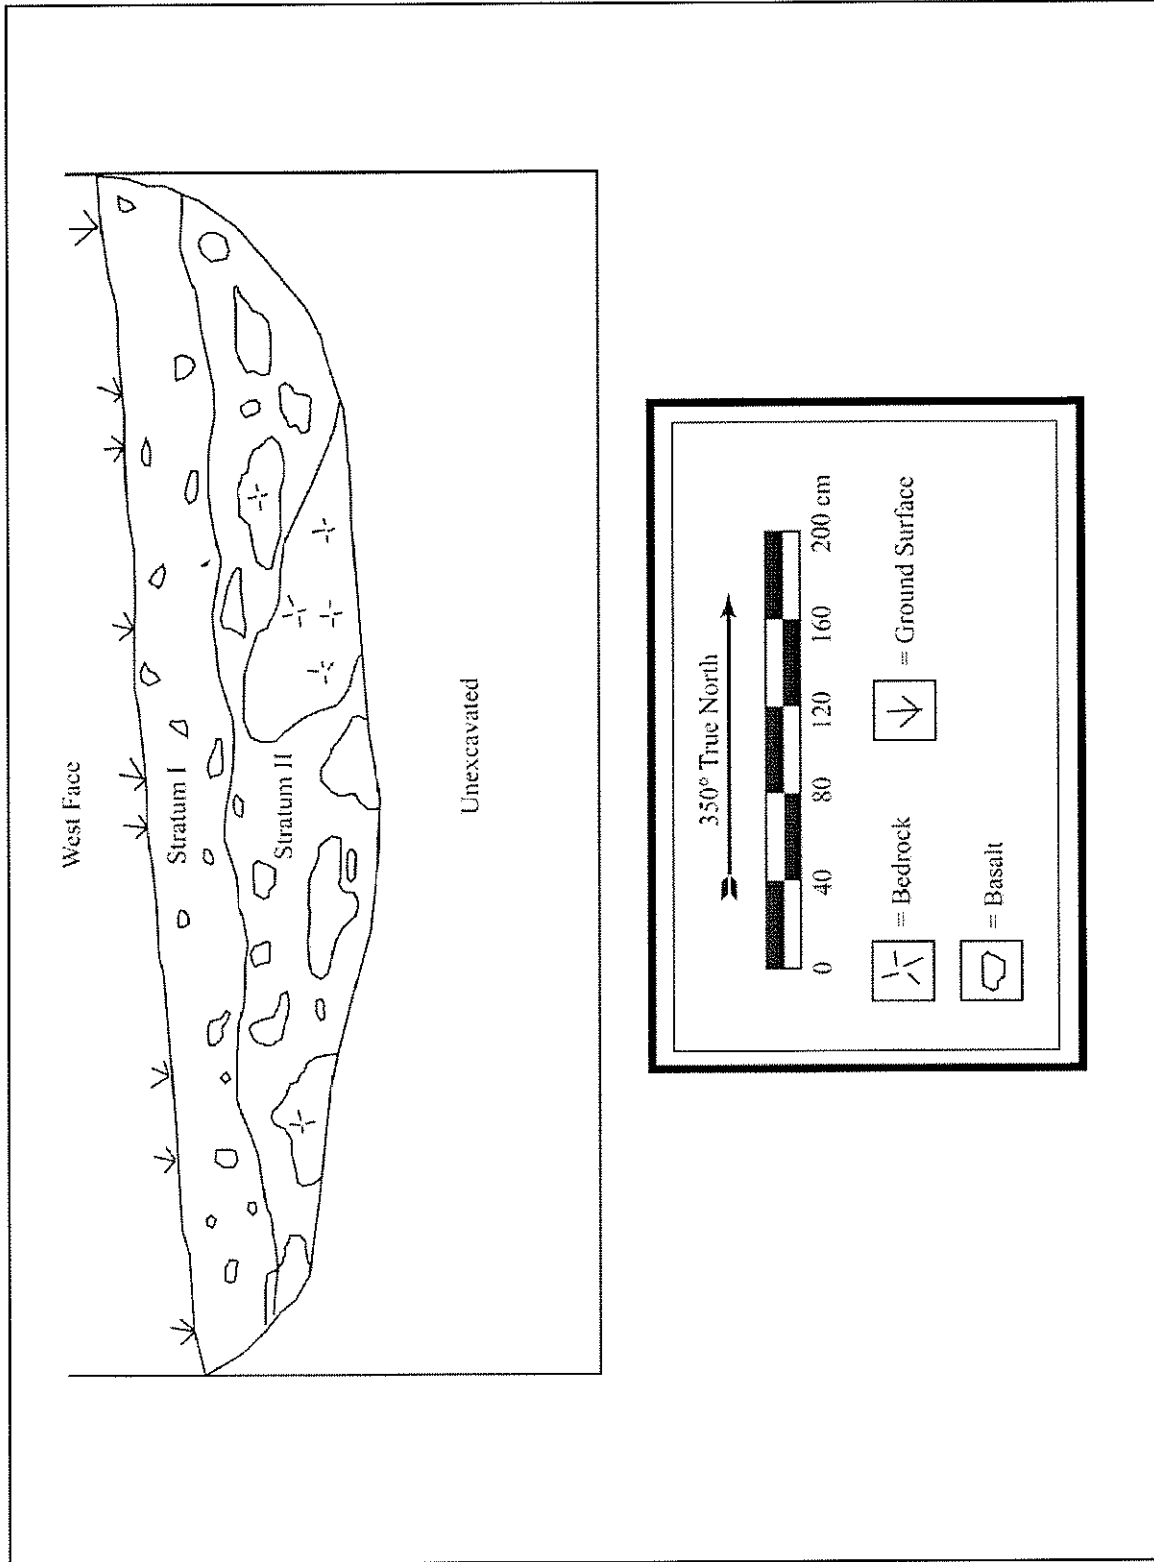 West Face
Stratum I
Stratum II
Unexcavated
350° True North
0 40 80 120 160 200 cm
= Bedrock
= Ground Surface
= Basalt